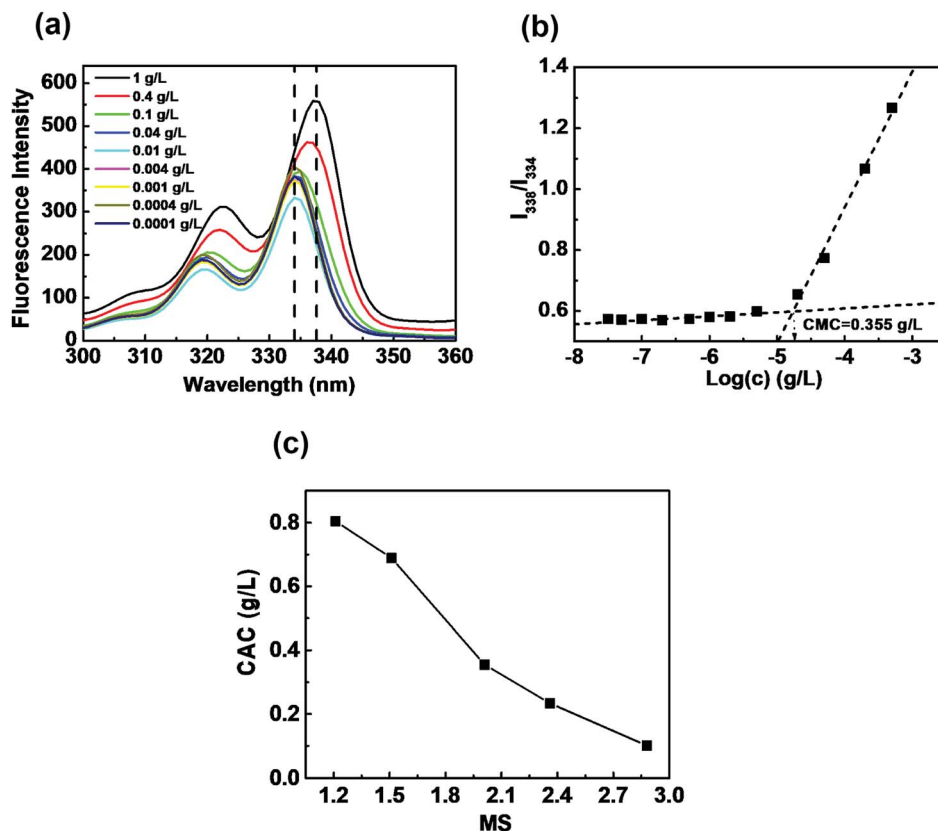 (a)
600
500
400
300
200
100
0
Fluorescence Intensity
1 g/L
0.4 g/L
0.1 g/L
0.04 g/L
0.01 g/L
0.004 g/L
0.001 g/L
0.0004 g/L
0.0001 g/L
300 310 320 330 340 350 360
Wavelength (nm)
(b)
1.4
1.2
1.0
0.8
0.6
I338/I334
CMC=0.355 g/L
-8 -7 -6 -5 -4 -3
Log(c) (g/L)
(c)
0.8
0.6
0.4
0.2
0.0
CAC (g/L)
1.2 1.5 1.8 2.1 2.4 2.7 3.0
MS